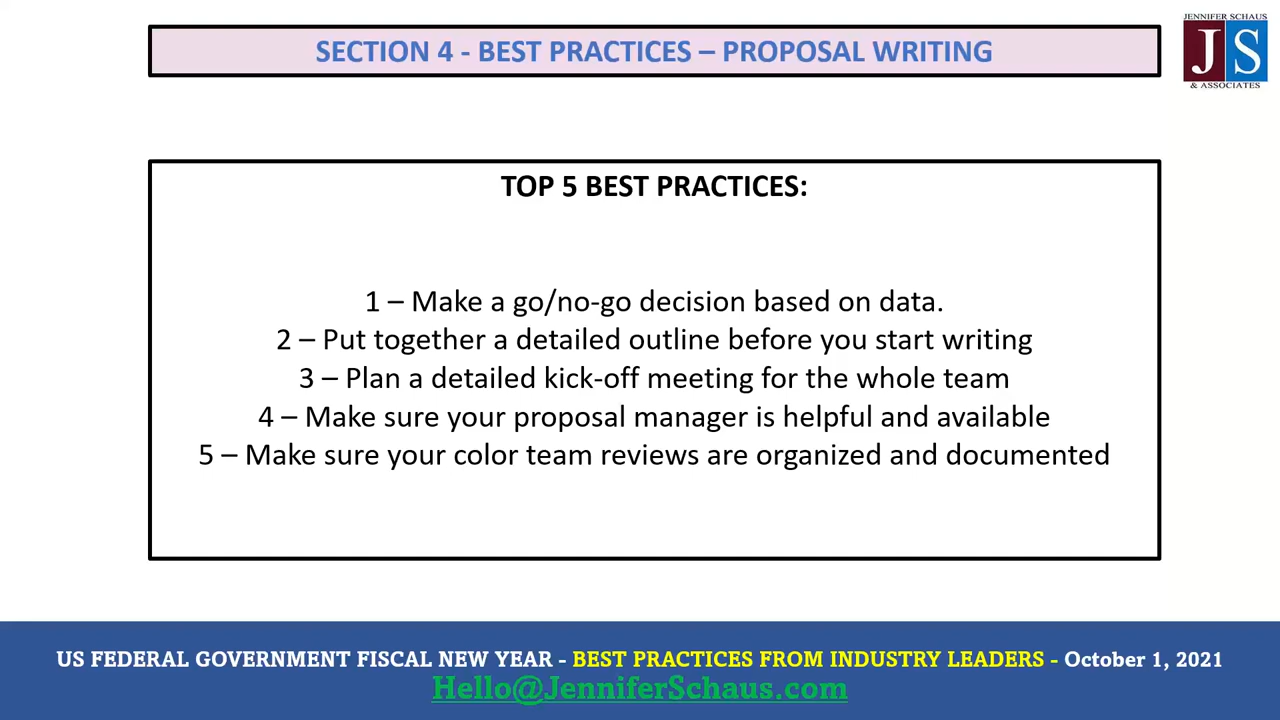 SECTION 4 - BEST PRACTICES – PROPOSAL WRITING
JENNIFER SCHAUS
JS
& ASSOCIATES
TOP 5 BEST PRACTICES:
1 – Make a go/no-go decision based on data.
2 – Put together a detailed outline before you start writing
3 – Plan a detailed kick-off meeting for the whole team
4 – Make sure your proposal manager is helpful and available
5 – Make sure your color team reviews are organized and documented
US FEDERAL GOVERNMENT FISCAL NEW YEAR - BEST PRACTICES FROM INDUSTRY LEADERS - October 1, 2021
Hello@JenniferSchaus.com